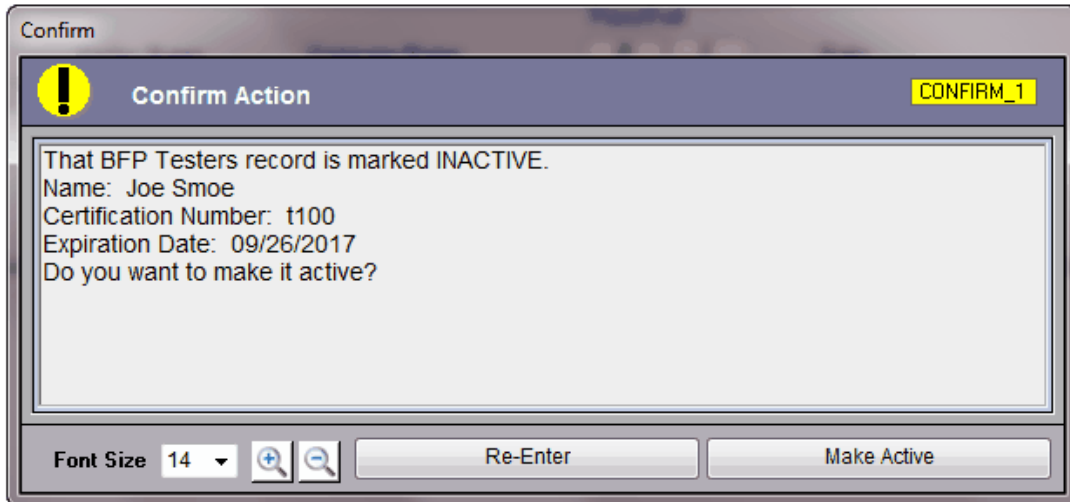 Confirm
Confirm Action
CONFIRM_1
That BFP Testers record is marked INACTIVE.
Name: Joe Smoe
Certification Number: t100
Expiration Date: 09/26/2017
Do you want to make it active?
Font Size 14
Re-Enter
Make Active